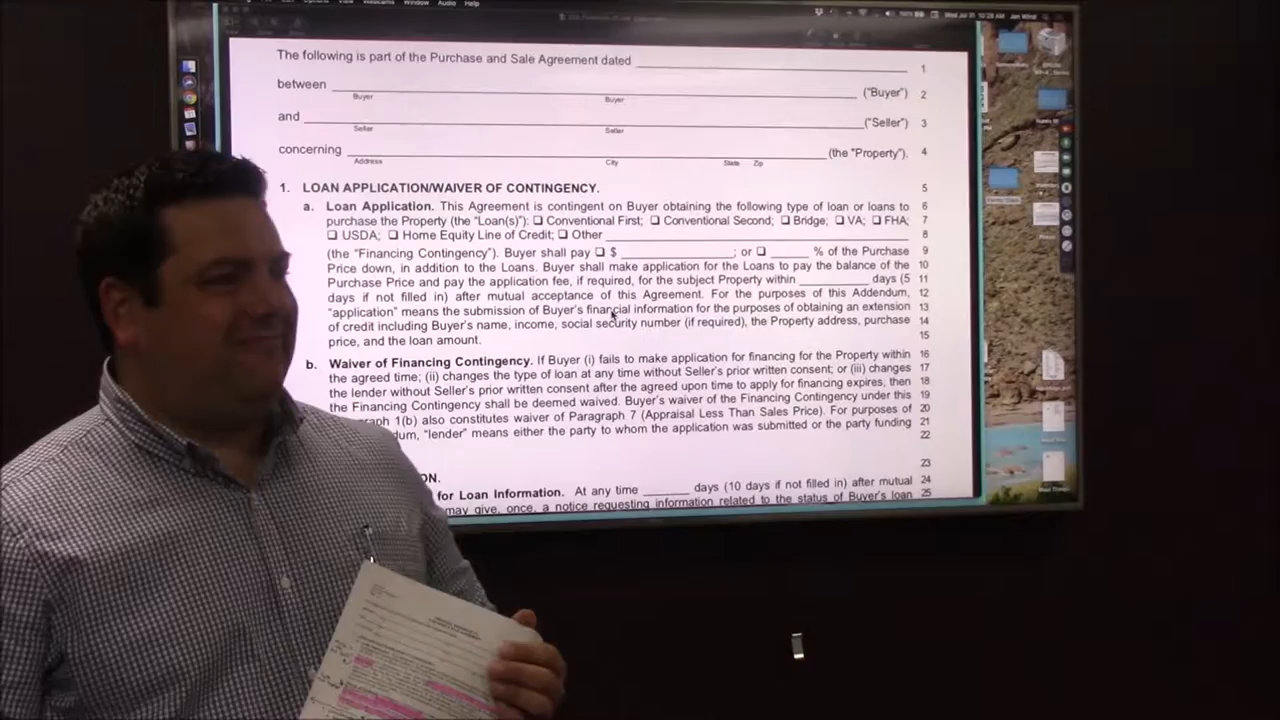 Window Audio Help
Wed Jul 31 10:28 AM
The following is part of the Purchase and Sale Agreement dated 1
between ("Buyer") 2
Buyer Buyer
and ("Seller") 3
Seller Seller
concerning (the "Property"). 4
Address City State Zip
1. LOAN APPLICATION/WAIVER OF CONTINGENCY. 5
a. Loan Application. This Agreement is contingent on Buyer obtaining the following type of loan or loans to 6
purchase the Property (the "Loan(s)"): ❑ Conventional First; ❑ Conventional Second; ❑ Bridge; ❑ VA; ❑ FHA; 7
❑ USDA; ❑ Home Equity Line of Credit; ❑ Other 8
(the "Financing Contingency"). Buyer shall pay ❑ $ ; or ❑ % of the Purchase 9
Price down, in addition to the Loans. Buyer shall make application for the Loans to pay the balance of the 10
Purchase Price and pay the application fee, if required, for the subject Property within days (5 11
days if not filled in) after mutual acceptance of this Agreement. For the purposes of this Addendum, 12
"application" means the submission of Buyer's financial information for the purposes of obtaining an extension 13
of credit including Buyer's name, income, social security number (if required), the Property address, purchase 14
price, and the loan amount. 15
b. Waiver of Financing Contingency. If Buyer (i) fails to make application for financing for the Property within 16
the agreed time; (ii) changes the type of loan at any time without Seller's prior written consent; or (iii) changes 17
the lender without Seller's prior written consent after the agreed upon time to apply for financing expires, then 18
the Financing Contingency shall be deemed waived. Buyer's waiver of the Financing Contingency under this 19
graph 1(b) also constitutes waiver of Paragraph 7 (Appraisal Less Than Sales Price). For purposes of 20
dum, "lender" means either the party to whom the application was submitted or the party funding 21
22
ON. 23
for Loan Information. At any time days (10 days if not filled in) after mutual 24
may give, once, a notice requesting information related to the status of Buyer's loan 25